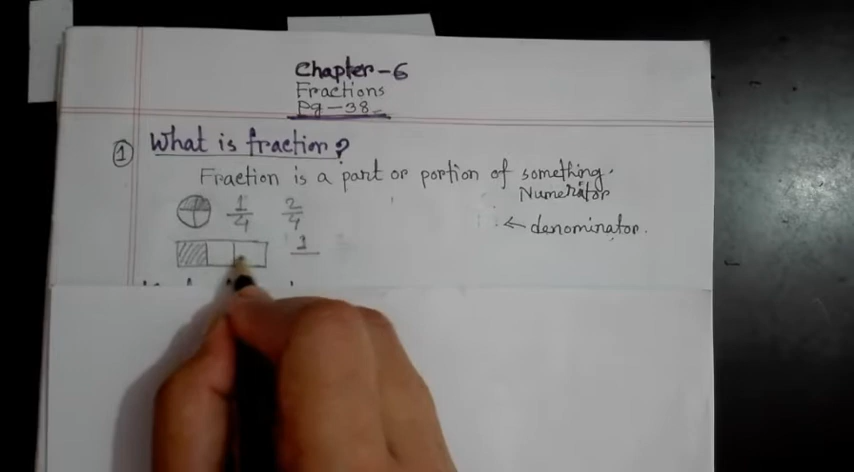 Chapter-6
Fractions
Pg-38
① What is fraction?
Fraction is a part or portion of something.
Numerator
1/4 2/4
← denominator.
1